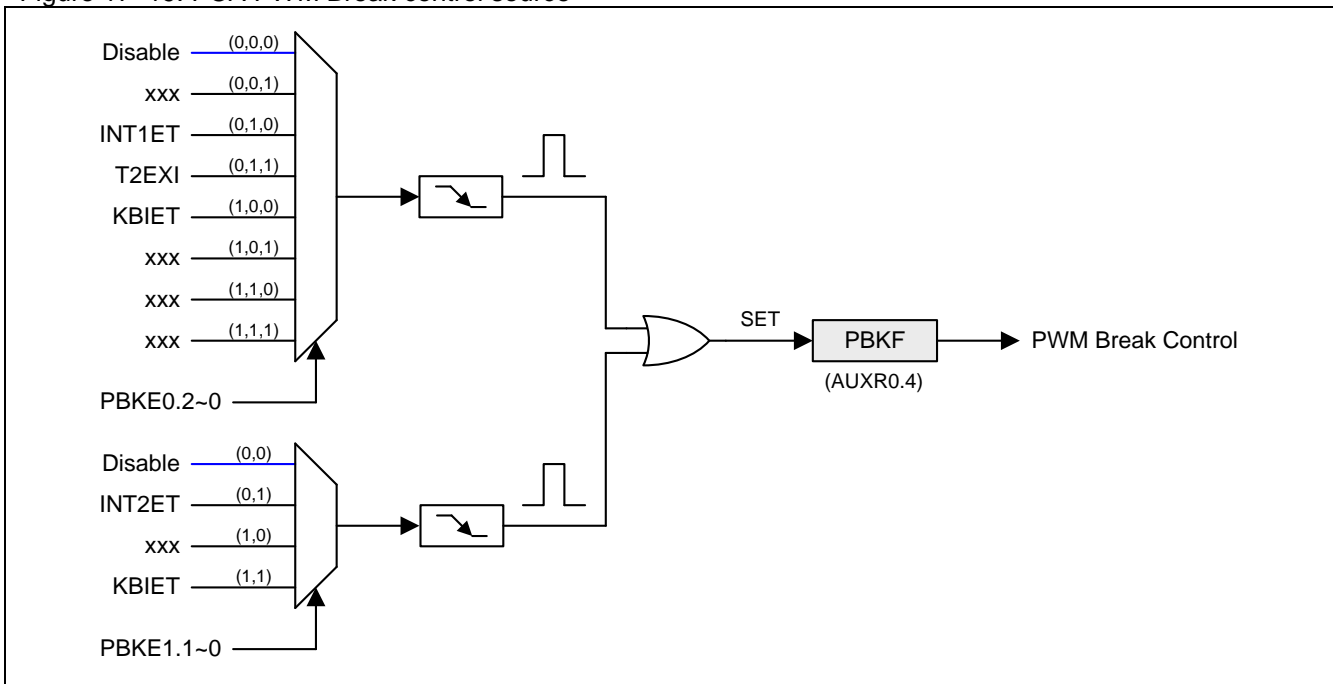 Disable (0,0,0)
xxx (0,0,1)
INT1ET (0,1,0)
T2EXI (0,1,1)
KBIET (1,0,0)
xxx (1,0,1)
xxx (1,1,0)
xxx (1,1,1)
PBKE0.2~0
SET
PBKF
(AUXR0.4)
PWM Break Control
Disable (0,0)
INT2ET (0,1)
xxx (1,0)
KBIET (1,1)
PBKE1.1~0